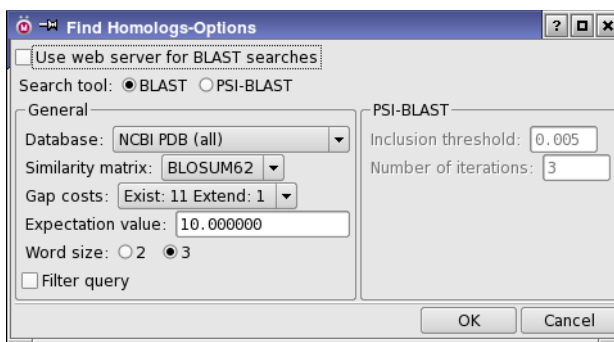 Find Homologs-Options
Use web server for BLAST searches
Search tool: BLAST PSI-BLAST
General
Database: NCBI PDB (all)
Similarity matrix: BLOSUM62
Gap costs: Exist: 11 Extend: 1
Expectation value: 10.000000
Word size: 2 3
Filter query
PSI-BLAST
Inclusion threshold: 0.005
Number of iterations: 3
OK Cancel